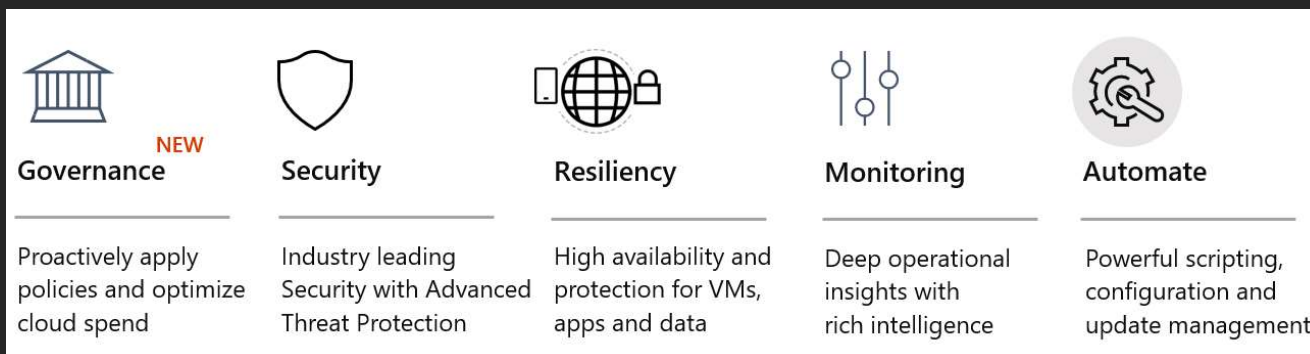 NEW
Governance
Proactively apply
policies and optimize
cloud spend
Security
Industry leading
Security with Advanced
Threat Protection
Resiliency
High availability and
protection for VMs,
apps and data
Monitoring
Deep operational
insights with
rich intelligence
Automate
Powerful scripting,
configuration and
update management